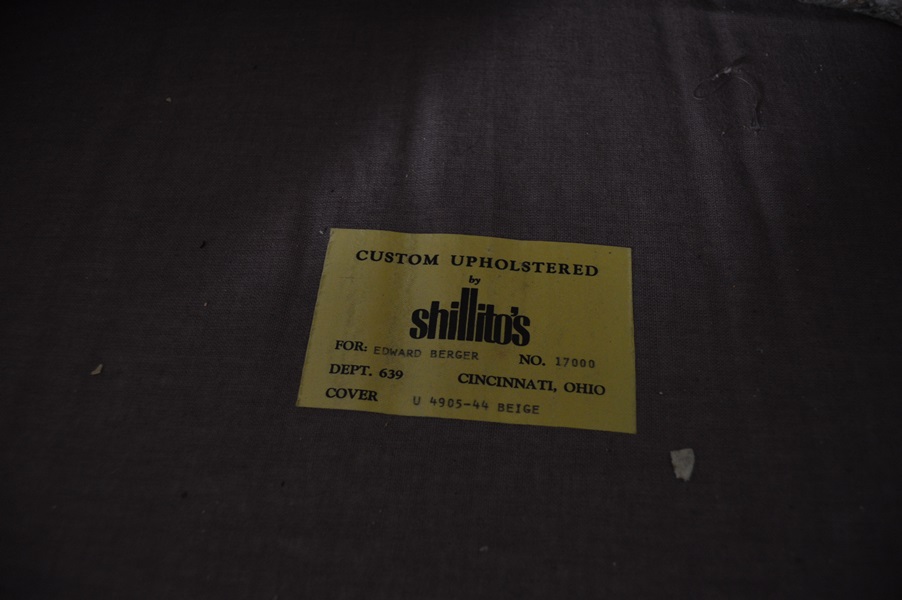 CUSTOM UPHOLSTERED
by
shillito's
FOR: EDWARD BERGER NO. 17000
DEPT. 639 CINCINNATI, OHIO
COVER U 4905-44 BEIGE